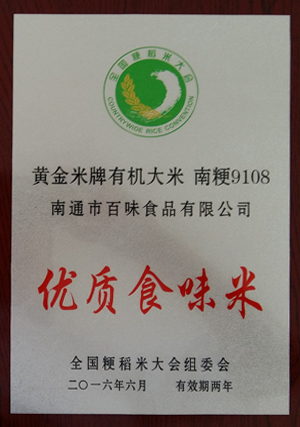 全国粳稻米大会
COUNTRYWIDE RICE CONVENTION
黄金米牌有机大米 南粳9108
南通市百味食品有限公司
优质食味米
全国粳稻米大会组委会
二〇一六年六月 有效期两年